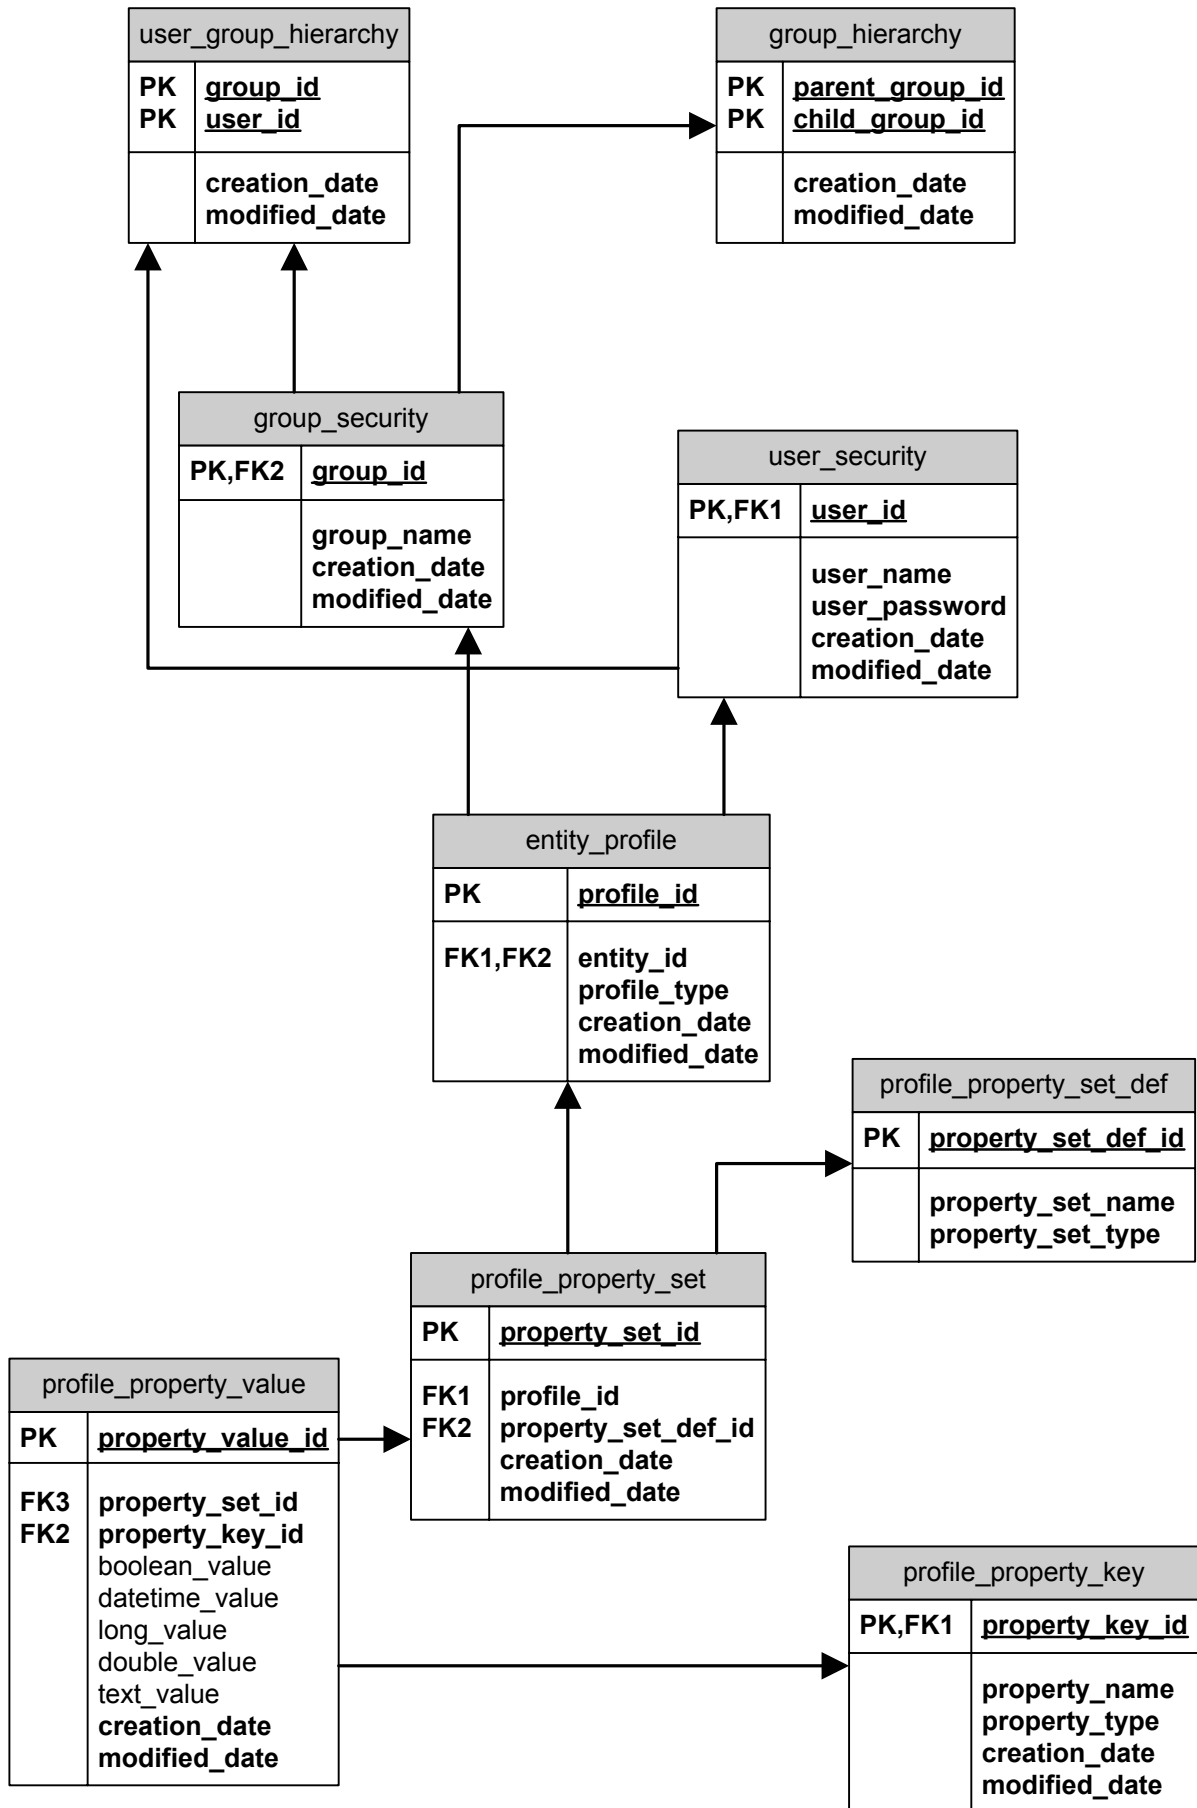 user_group_hierarchy
PK group_id
PK user_id
creation_date
modified_date
group_hierarchy
PK parent_group_id
PK child_group_id
creation_date
modified_date
group_security
PK,FK2 group_id
group_name
creation_date
modified_date
user_security
PK,FK1 user_id
user_name
user_password
creation_date
modified_date
entity_profile
PK profile_id
FK1,FK2 entity_id
profile_type
creation_date
modified_date
profile_property_set_def
PK property_set_def_id
property_set_name
property_set_type
profile_property_set
PK property_set_id
FK1 profile_id
FK2 property_set_def_id
creation_date
modified_date
profile_property_value
PK property_value_id
FK3 property_set_id
FK2 property_key_id
boolean_value
datetime_value
long_value
double_value
text_value
creation_date
modified_date
profile_property_key
PK,FK1 property_key_id
property_name
property_type
creation_date
modified_date